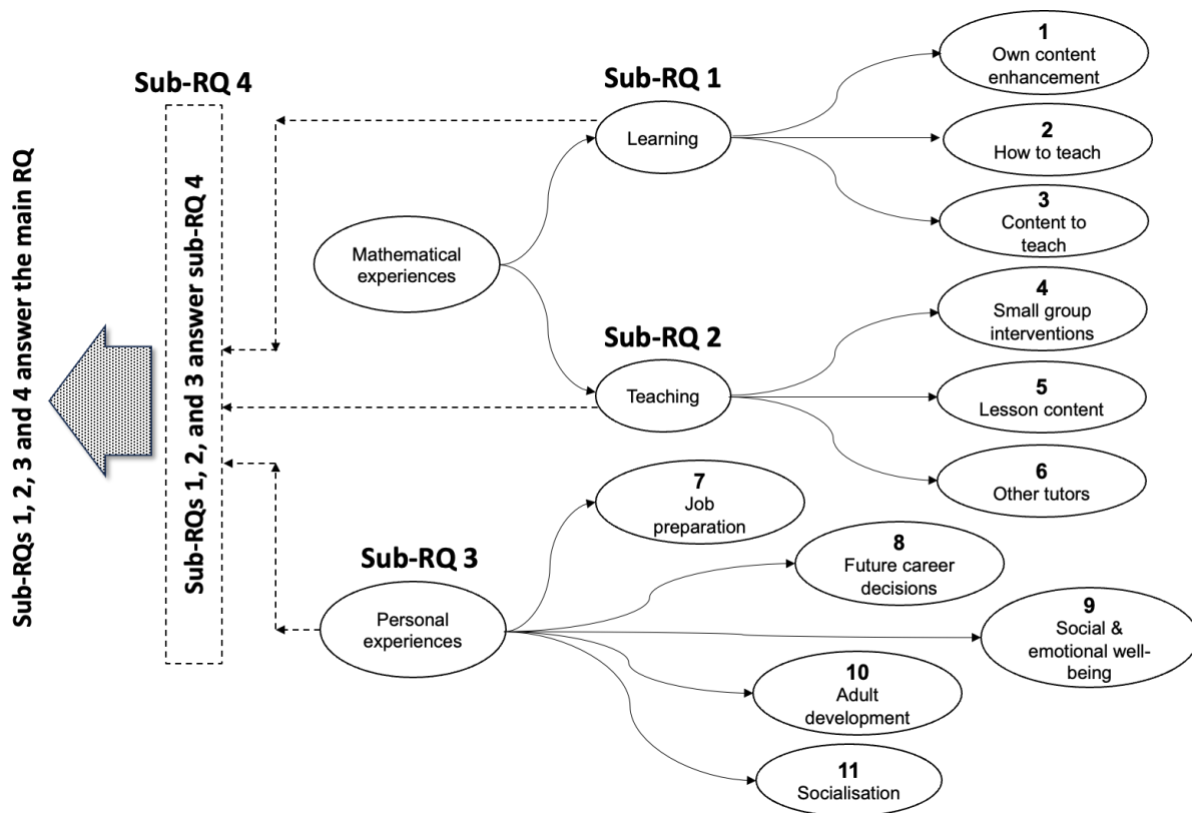 Sub-RQs 1, 2, 3 and 4 answer the main RQ
Sub-RQ 4
Sub-RQs 1, 2, and 3 answer sub-RQ 4
Mathematical
experiences
Sub-RQ 1
Learning
1
Own content
enhancement
2
How to teach
3
Content to
teach
Sub-RQ 2
Teaching
4
Small group
interventions
5
Lesson content
6
Other tutors
Sub-RQ 3
Personal
experiences
7
Job
preparation
8
Future career
decisions
9
Social &
emotional well-
being
10
Adult
development
11
Socialisation